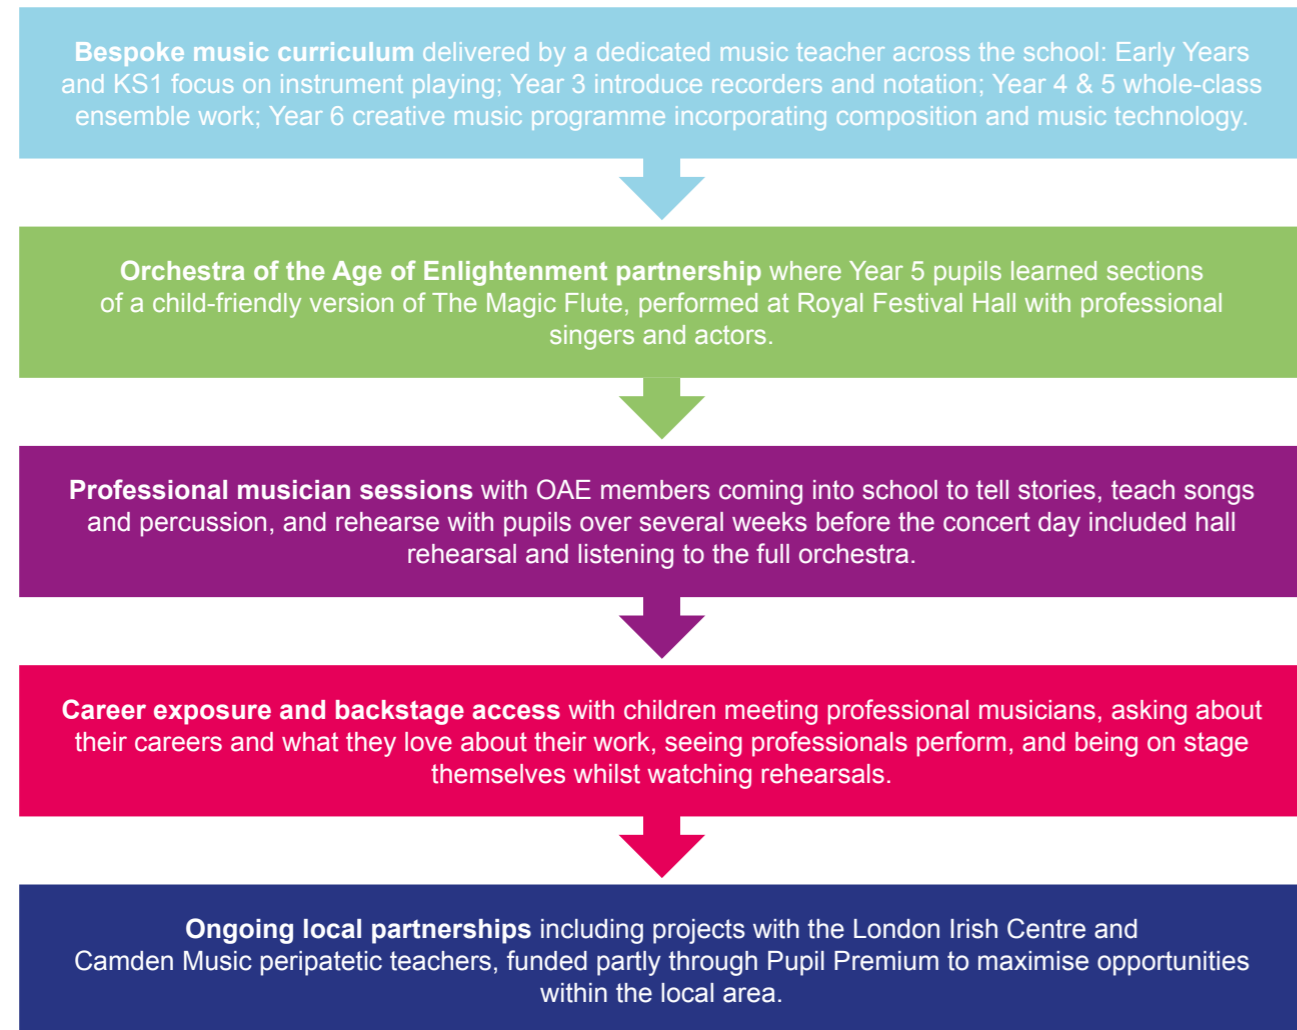 Bespoke music curriculum delivered by a dedicated music teacher across the school: Early Years
and KS1 focus on instrument playing; Year 3 introduce recorders and notation; Year 4 & 5 whole-class
ensemble work; Year 6 creative music programme incorporating composition and music technology.
Orchestra of the Age of Enlightenment partnership where Year 5 pupils learned sections
of a child-friendly version of The Magic Flute, performed at Royal Festival Hall with professional
singers and actors.
Professional musician sessions with OAE members coming into school to tell stories, teach songs
and percussion, and rehearse with pupils over several weeks before the concert day included hall
rehearsal and listening to the full orchestra.
Career exposure and backstage access with children meeting professional musicians, asking about
their careers and what they love about their work, seeing professionals perform, and being on stage
themselves whilst watching rehearsals.
Ongoing local partnerships including projects with the London Irish Centre and
Camden Music peripatetic teachers, funded partly through Pupil Premium to maximise opportunities
within the local area.